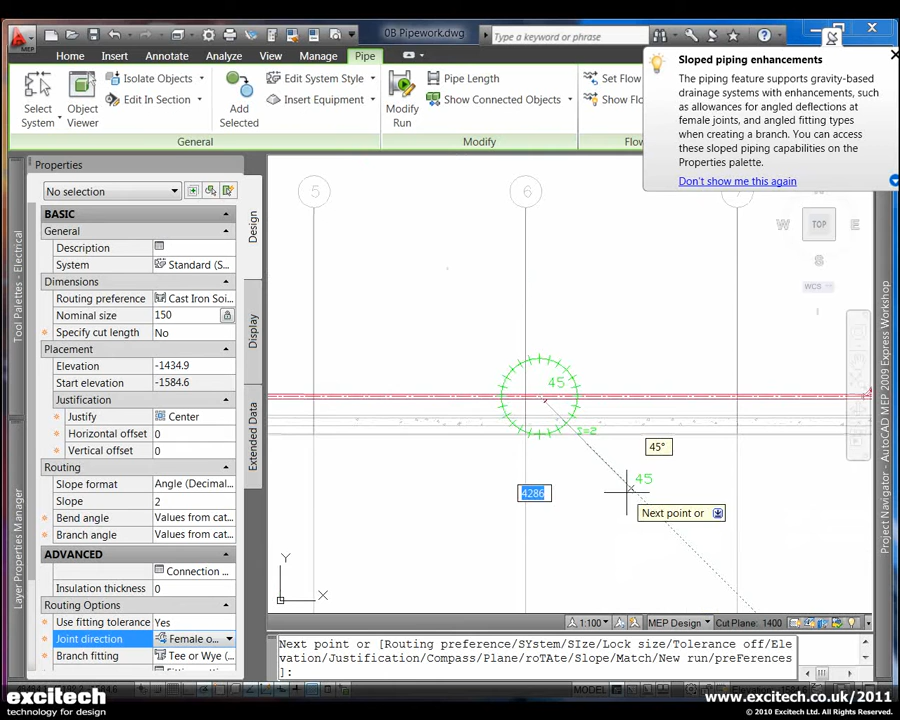 0B Pipework.dwg
Type a keyword or phrase
MEP
Home Insert Annotate Analyze View Manage Pipe
Select
System
Object
Viewer
Isolate Objects
Edit In Section
Add
Selected
Edit System Style
Insert Equipment
General
Modify
Run
Pipe Length
Show Connected Objects
Modify
Set Flow
Show Flo
Flow
Sloped piping enhancements
The piping feature supports gravity-based
drainage systems with enhancements, such
as allowances for angled deflections at
female joints, and angled fitting types
when creating a branch. You can access
these sloped piping capabilities on the
Properties palette.
Don't show me this again
Properties
No selection
BASIC
General
Description
System Standard (S...
Dimensions
Routing preference Cast Iron Soi...
Nominal size 150
Specify cut length No
Placement
Elevation -1434.9
Start elevation -1584.6
Justification
Justify Center
Horizontal offset 0
Vertical offset 0
Routing
Slope format Angle (Decimal...
Slope 2
Bend angle Values from cat...
Branch angle Values from cat...
ADVANCED
Connection ...
Insulation thickness 0
Routing Options
Use fitting tolerance Yes
Joint direction Female o...
Branch fitting Tee or Wye (W...
Design
Display
Extended Data
Tool Palettes - Electrical
Layer Properties Manager
Project Navigator - AutoCAD MEP 2009 Express Workshop
5 6 7
W TOP E
S
WCS
45
S=2
45°
45
4286
Next point or
Y
X
1:100 MEP Design Cut Plane: 1400
Next point or [Routing preference/SYstem/SIze/Lock size/Tolerance off/Ele
vation/Justification/Compass/Plane/roTAte/Slope/Match/New run/preFerences
]:
MODEL
excitech
technology for design
www.excitech.co.uk/2011
© 2010 Excitech Ltd. All Rights Reserved